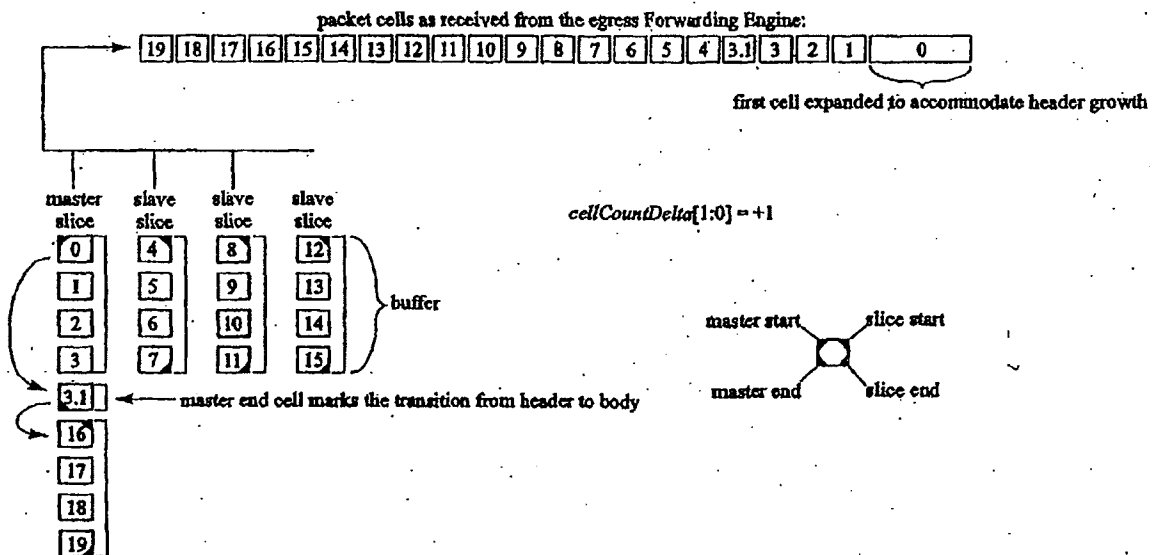 packet cells as received from the egress Forwarding Engine:
19 18 17 16 15 14 13 12 11 10 9 8 7 6 5 4 3.1 3 2 1 0
first cell expanded to accommodate header growth
master slice
slave slice
slave slice
slave slice
cellCountDelta[1:0] = +1
0 4 8 12
1 5 9 13
2 6 10 14
3 7 11 15
buffer
master start
slice start
master end
slice end
3.1
master end cell marks the transition from header to body
16
17
18
19